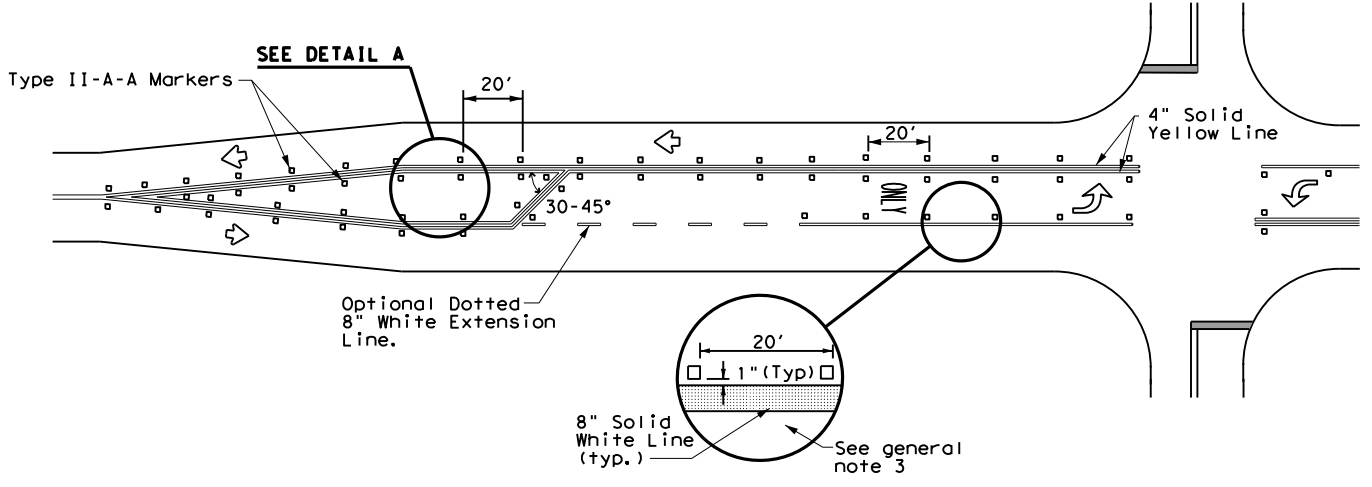 SEE DETAIL A
Type II-A-A Markers
20'
20'
4" Solid
Yellow Line
ONLY
30-45°
Optional Dotted
8" White Extension
Line.
20'
1"(Typ)
8" Solid
White Line
(typ.)
See general
note 3